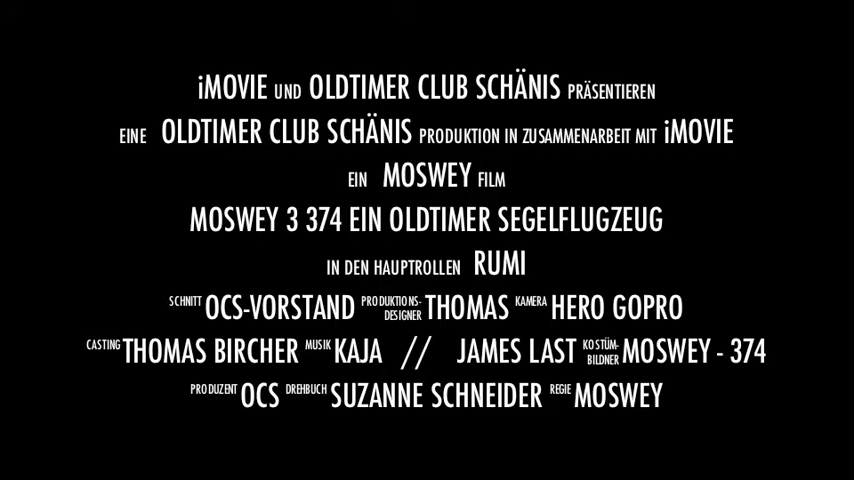 iMOVIE UND OLDTIMER CLUB SCHÄNIS PRÄSENTIEREN
EINE OLDTIMER CLUB SCHÄNIS PRODUKTION IN ZUSAMMENARBEIT MIT iMOVIE
EIN MOSWEY FILM
MOSWEY 3 374 EIN OLDTIMER SEGELFLUGZEUG
IN DEN HAUPTROLLEN RUMI
SCHNITT OCS-VORSTAND PRODUKTIONS-DESIGNER THOMAS KAMERA HERO GOPRO
CASTING THOMAS BIRCHER MUSIK KAJA // JAMES LAST KOSTÜM-BILDNER MOSWEY - 374
PRODUZENT OCS DREHBUCH SUZANNE SCHNEIDER REGIE MOSWEY